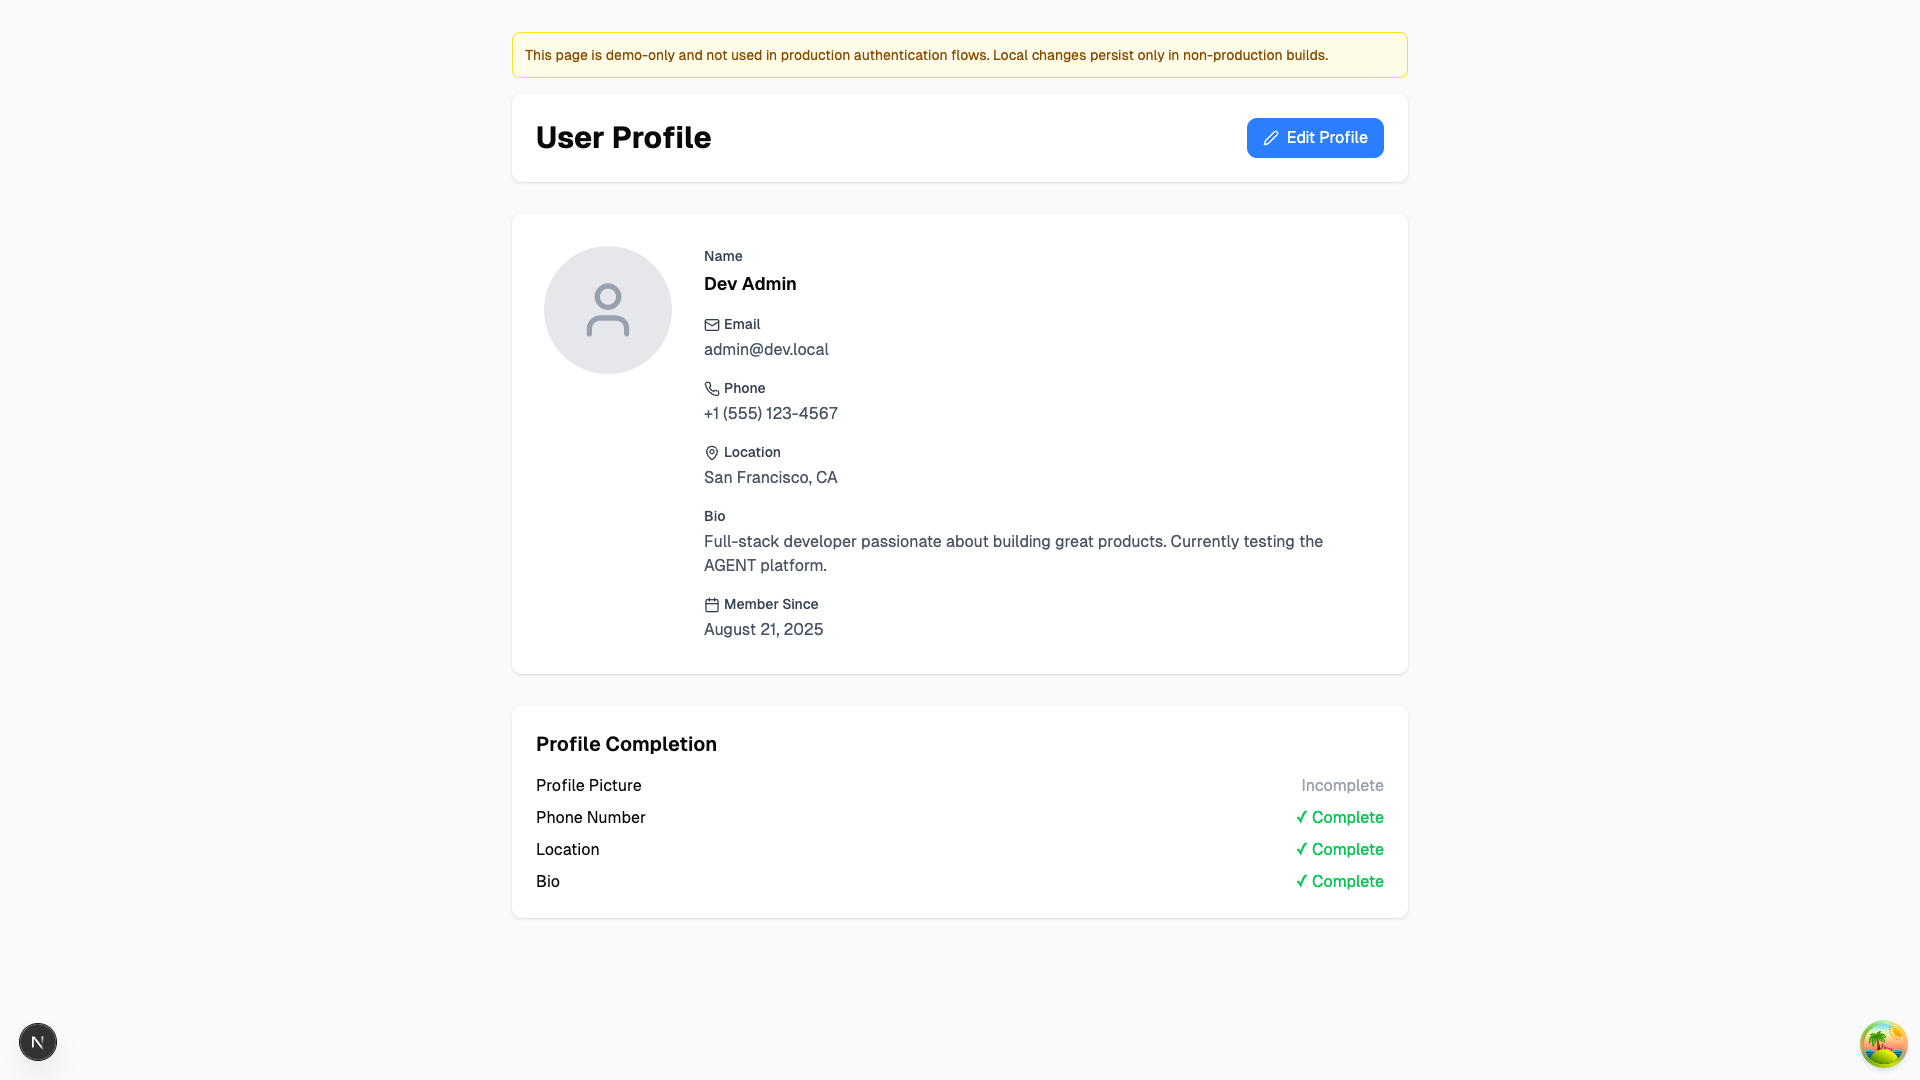 This page is demo-only and not used in production authentication flows. Local changes persist only in non-production builds.
User Profile
Edit Profile
Name
Dev Admin
Email
admin@dev.local
Phone
+1 (555) 123-4567
Location
San Francisco, CA
Bio
Full-stack developer passionate about building great products. Currently testing the
AGENT platform.
Member Since
August 21, 2025
Profile Completion
Profile Picture Incomplete
Phone Number ✓ Complete
Location ✓ Complete
Bio ✓ Complete
N